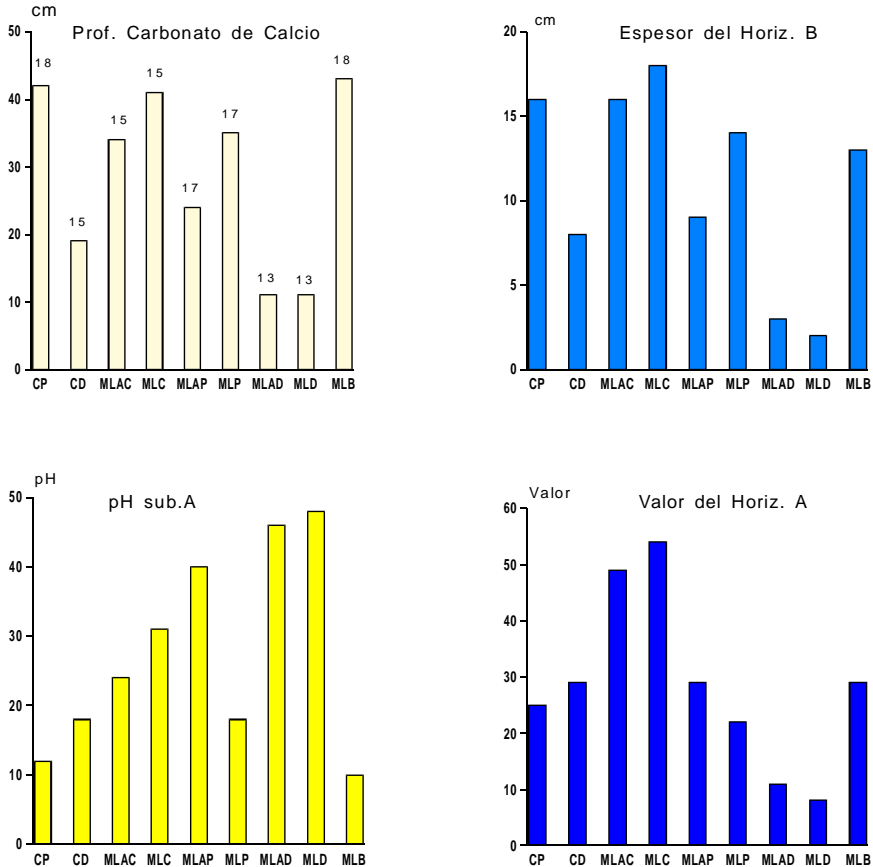 cm
Prof. Carbonato de Calcio
50
40
30
20
10
0
18
15
15
15
17
17
13
13
18
CP CD MLAC MLC MLAP MLP MLAD MLD MLB
cm
Espesor del Horiz. B
20
15
10
5
0
CP CD MLAC MLC MLAP MLP MLAD MLD MLB
pH
pH sub.A
50
40
30
20
10
0
CP CD MLAC MLC MLAP MLP MLAD MLD MLB
Valor
Valor del Horiz. A
60
50
40
30
20
10
0
CP CD MLAC MLC MLAP MLP MLAD MLD MLB